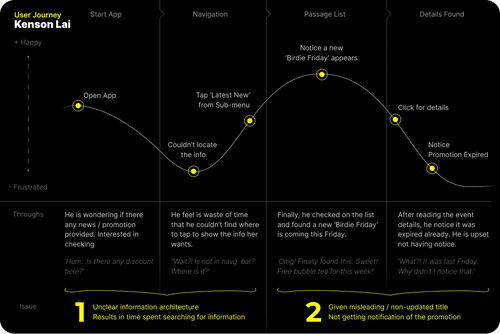 User Journey
Kenson Lai
Start App
Navigation
Passage List
Details Found
+ Happy
- Frustrated
Open App
Couldn't locate
the info
Tap 'Latest New'
from Sub-menu
Notice a new
'Birdie Friday' appears
Click for details
Notice
Promotion Expired
Throughs
He is wondering if there
any news / promotion
provided. Interested in
checking
'Hum...Is there any discount
here?'
He feel is waste of time
that he couldn't find where
to tap to show the info her
wants.
'Wait?! Is not in navg. bar?
Where is it?'
Finally, he checked on the
list and found a new 'Birdie Friday'
is coming this Friday.
'Omg! Finally found this. Sweet!
Free bubble tea for this week!'
After reading the event
details, he notice it was
expired already. He is upset
not having notice.
'What?! It was last Friday.
Why didn't I notice that.'
Issue
1
Unclear information architecture
Results in time spent searching for information
2
Given misleading / non-updated title
Not getting notification of the promotion